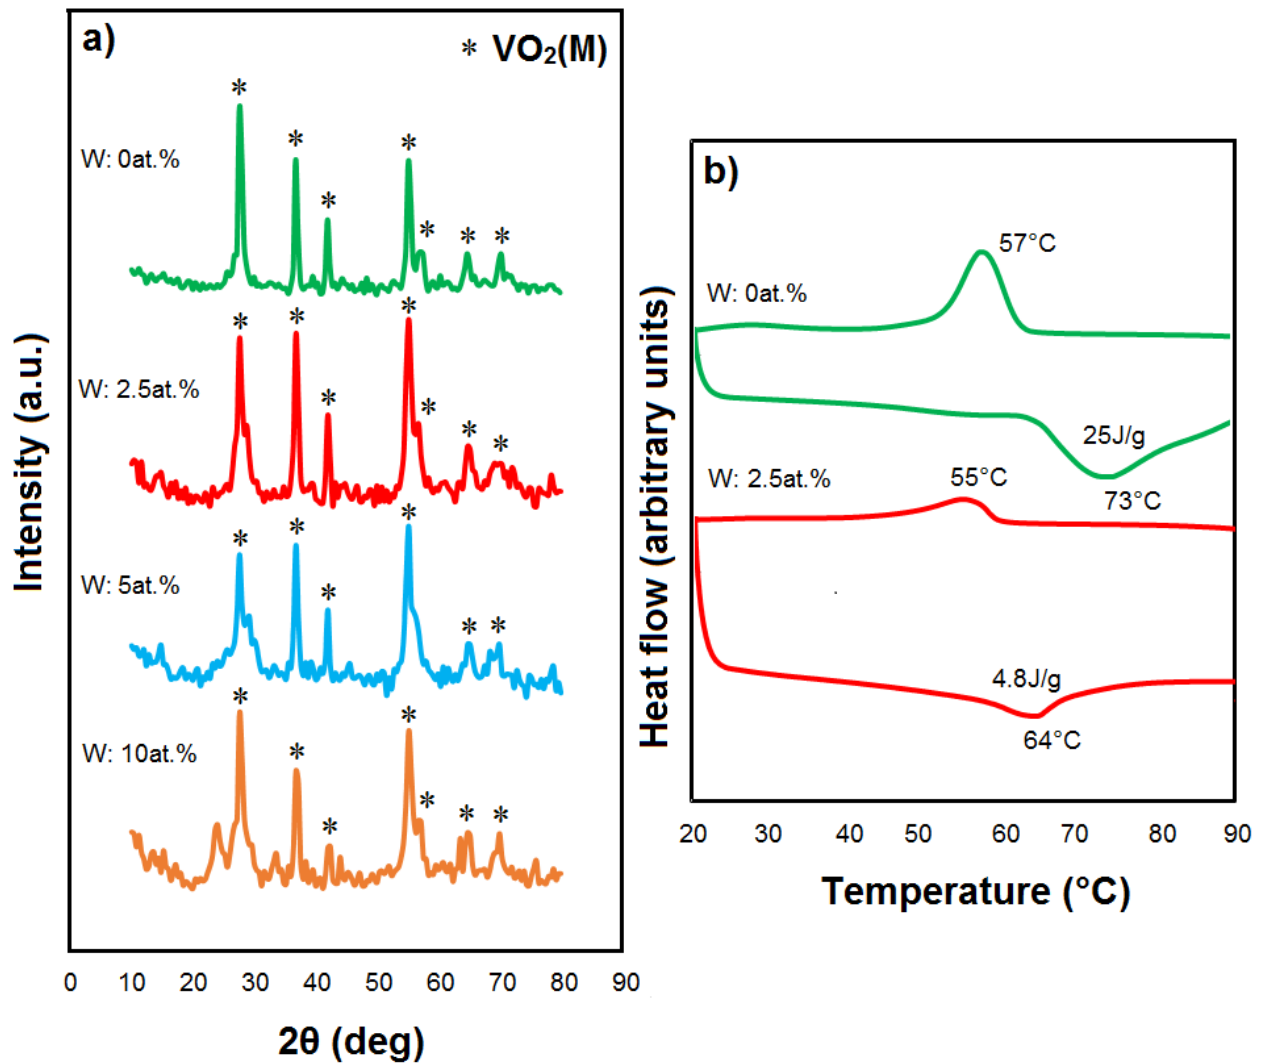 a)
* VO₂(M)
*
*
*
*
*
*
*
W: 0at.%
*
*
*
*
*
*
*
W: 2.5at.%
*
*
*
*
*
*
W: 5at.%
*
*
*
*
*
*
*
W: 10at.%
Intensity (a.u.)
0 10 20 30 40 50 60 70 80 90
2θ (deg)
b)
57°C
W: 0at.%
25J/g
73°C
W: 2.5at.%
55°C
4.8J/g
64°C
Heat flow (arbitrary units)
20 30 40 50 60 70 80 90
Temperature (°C)